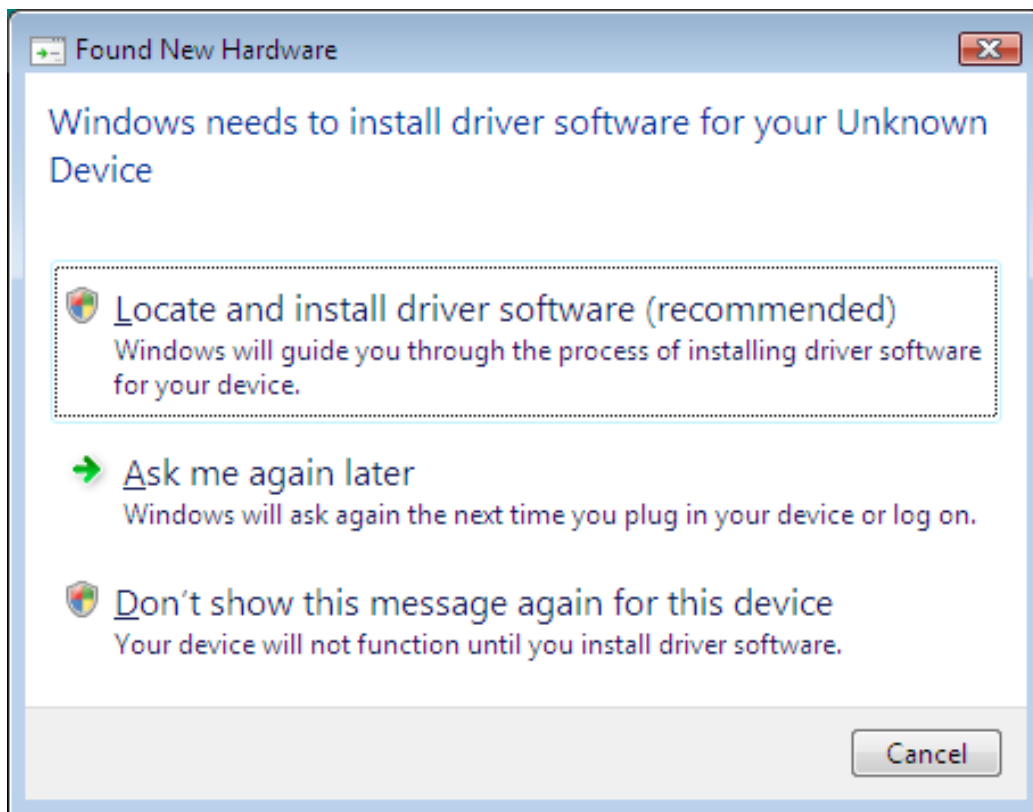 Found New Hardware
Windows needs to install driver software for your Unknown
Device
Locate and install driver software (recommended)
Windows will guide you through the process of installing driver software
for your device.
Ask me again later
Windows will ask again the next time you plug in your device or log on.
Don't show this message again for this device
Your device will not function until you install driver software.
Cancel